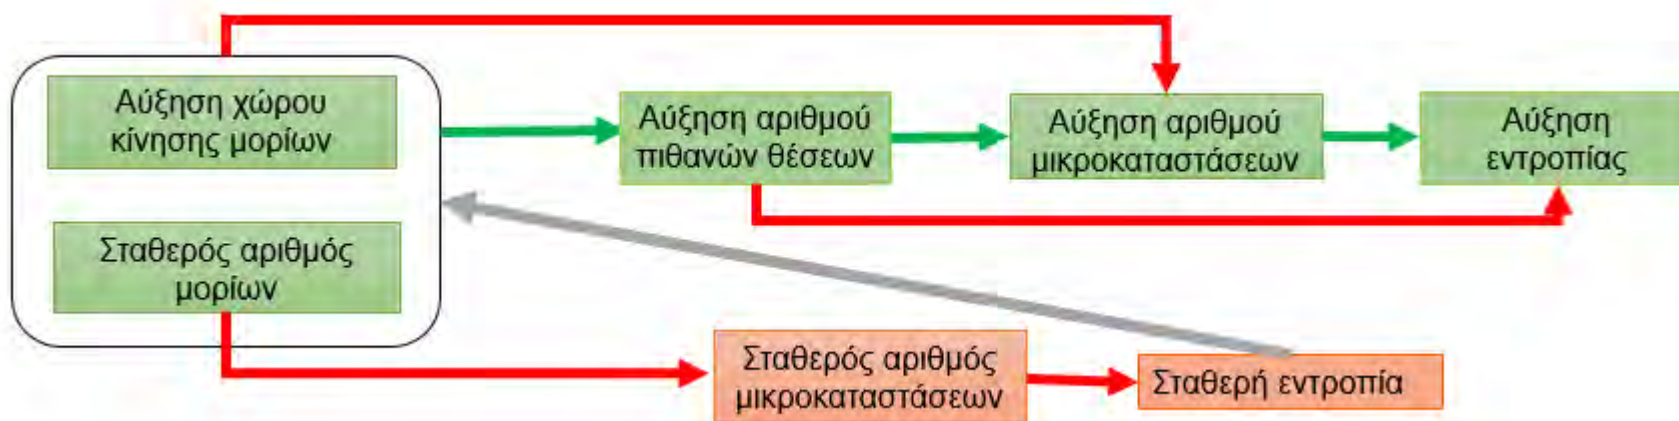 Αύξηση χώρου
κίνησης μορίων
Αύξηση αριθμού
πιθανών θέσεων
Αύξηση αριθμού
μικροκαταστάσεων
Αύξηση
εντροπίας
Σταθερός αριθμός
μορίων
Σταθερός αριθμός
μικροκαταστάσεων
Σταθερή εντροπία